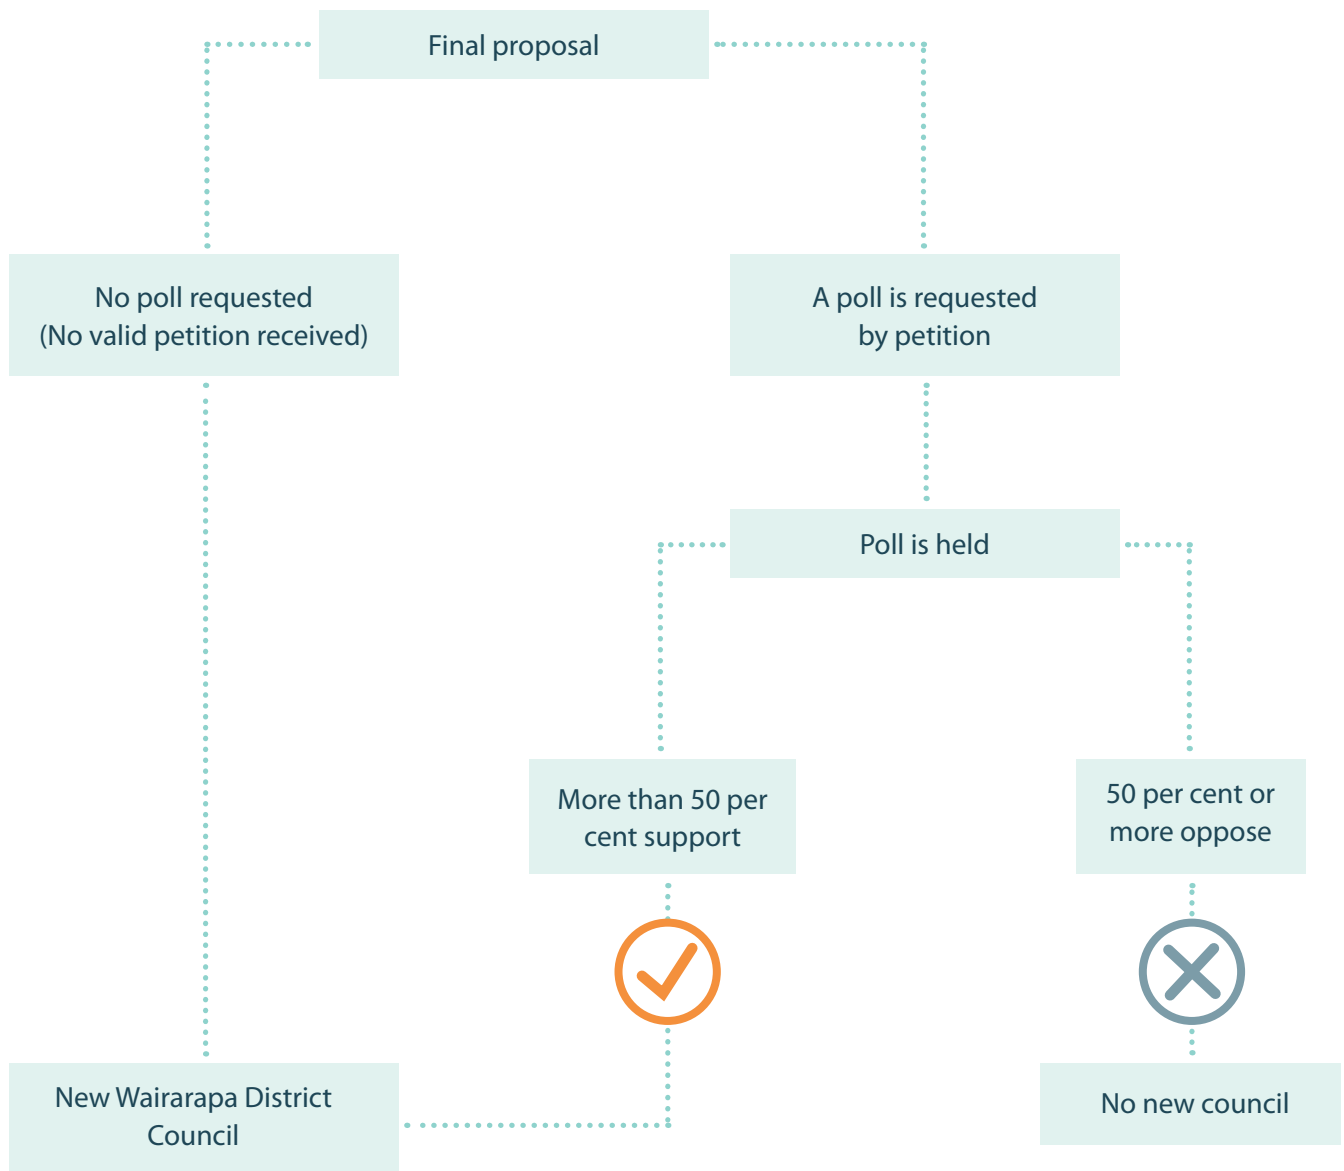 Final proposal
No poll requested
(No valid petition received)
A poll is requested
by petition
Poll is held
More than 50 per
cent support
50 per cent or
more oppose
New Wairarapa District
Council
No new council